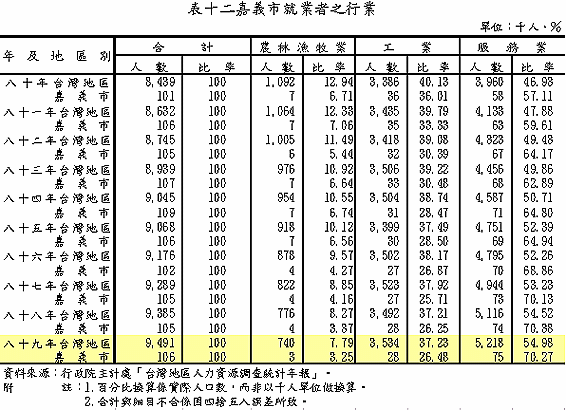 表十二嘉義市就業者之行業
單位：千人，%
年及地區別 合計 農林漁牧業 工業 服務業
人數 比率 人數 比率 人數 比率 人數 比率
八十年台灣地區 8,439 100 1,092 12.94 3,386 40.13 3,960 46.93
嘉義市 101 100 7 6.71 36 36.01 58 57.11
八十一年台灣地區 8,632 100 1,064 12.33 3,435 39.79 4,133 47.88
嘉義市 106 100 7 7.06 35 33.33 63 59.61
八十二年台灣地區 8,745 100 1,005 11.49 3,418 39.08 4,323 49.43
嘉義市 105 100 6 5.44 32 30.39 67 64.17
八十三年台灣地區 8,939 100 976 10.92 3,506 39.22 4,456 49.86
嘉義市 107 100 7 6.64 33 30.48 68 62.89
八十四年台灣地區 9,045 100 954 10.55 3,504 38.74 4,587 50.71
嘉義市 109 100 7 6.74 31 28.47 71 64.80
八十五年台灣地區 9,068 100 918 10.12 3,399 37.49 4,751 52.39
嘉義市 106 100 7 6.56 30 28.50 69 64.94
八十六年台灣地區 9,176 100 878 9.57 3,502 38.17 4,795 52.26
嘉義市 102 100 4 4.27 27 26.87 70 68.86
八十七年台灣地區 9,289 100 822 8.85 3,523 37.92 4,944 53.23
嘉義市 105 100 4 4.16 27 25.71 73 70.13
八十八年台灣地區 9,385 100 776 8.27 3,492 37.21 5,116 54.52
嘉義市 105 100 4 3.37 28 26.25 74 70.38
八十九年台灣地區 9,491 100 740 7.79 3,534 37.23 5,218 54.98
嘉義市 106 100 3 3.25 28 26.48 75 70.27
資料來源：行政院主計處「台灣地區人力資源調查統計年報」。
附註：1.百分比換算係實際人口數，而非以千人單位做換算。
2.合計與細目不合係因四捨五入誤差所致。